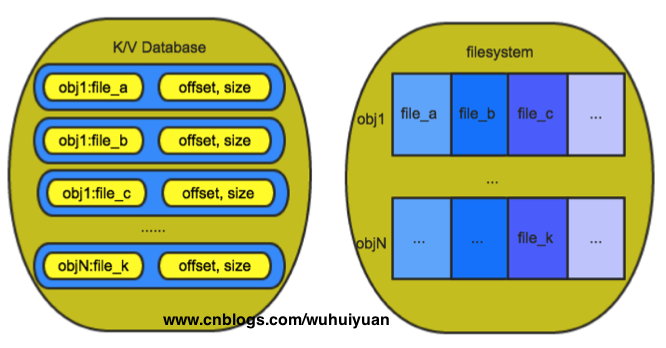 K/V Database
obj1:file_a offset, size
obj1:file_b offset, size
obj1:file_c offset, size
......
objN:file_k offset, size
filesystem
obj1 file_a file_b file_c ...
...
objN ... ... file_k ...
www.cnblogs.com/wuhuiyuan